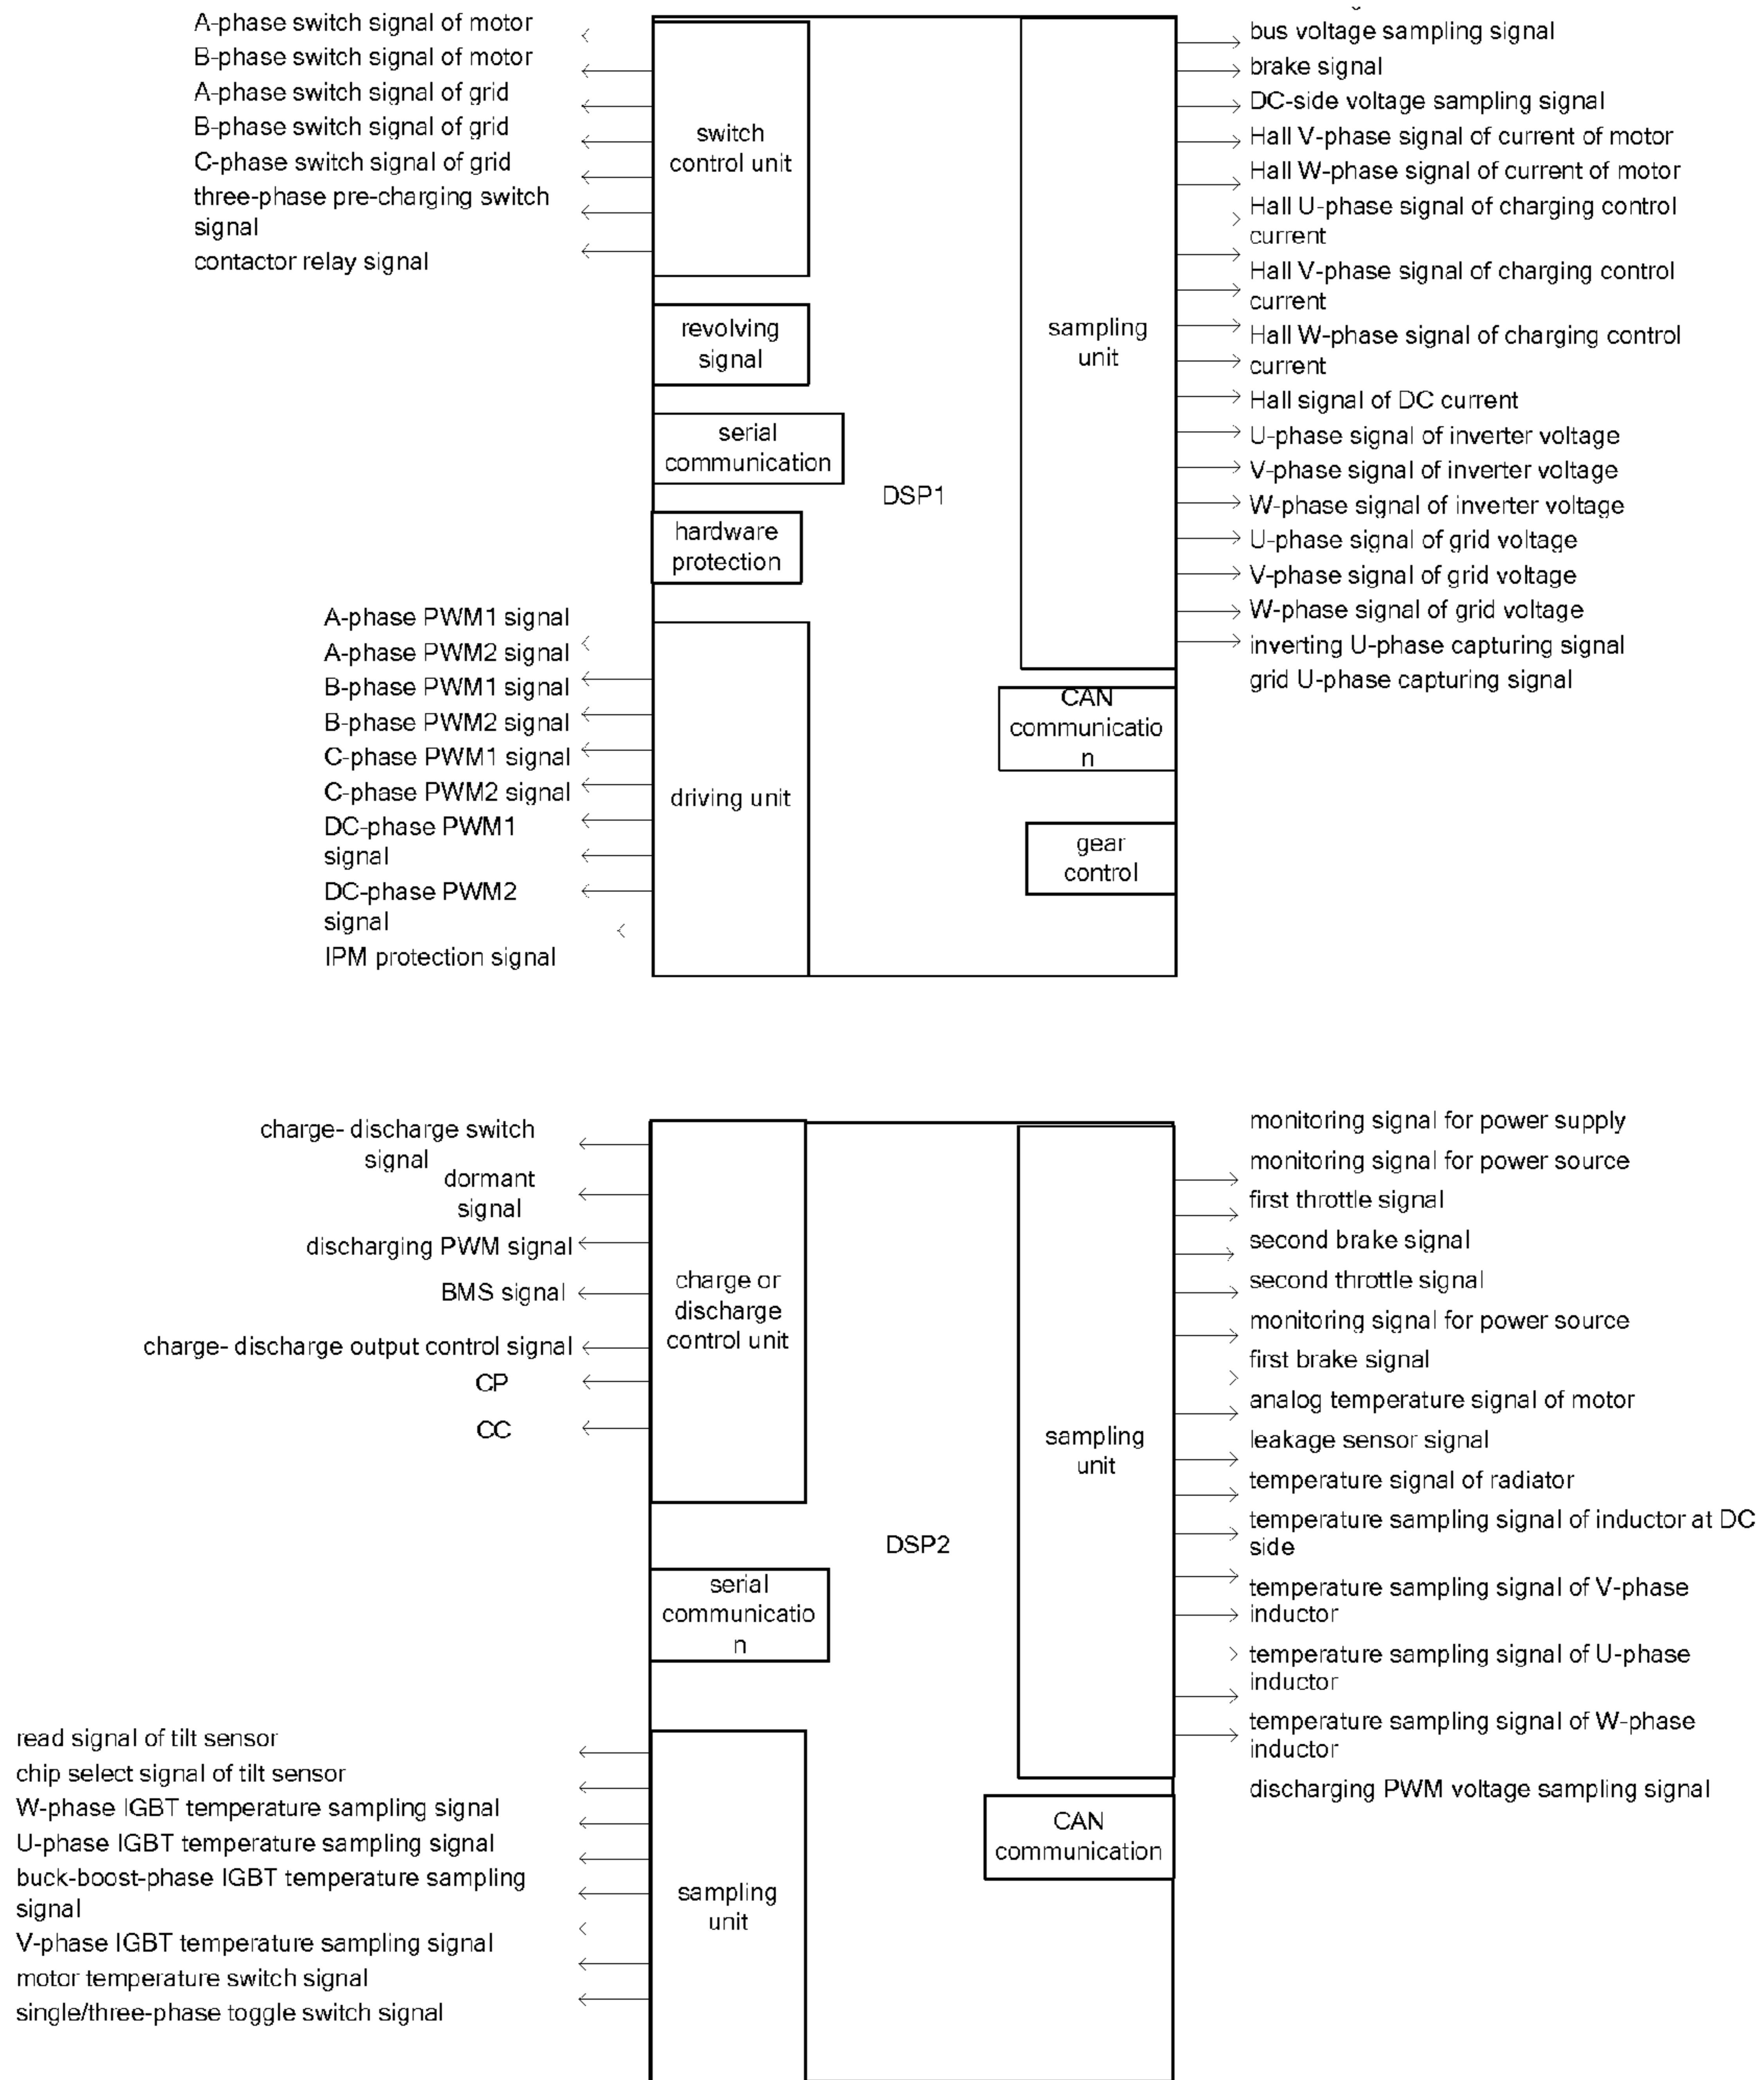 A-phase switch signal of motor
B-phase switch signal of motor
A-phase switch signal of grid
B-phase switch signal of grid
C-phase switch signal of grid
three-phase pre-charging switch
signal
contactor relay signal
switch
control unit
revolving
signal
serial
communication
hardware
protection
DSP1
A-phase PWM1 signal
A-phase PWM2 signal
B-phase PWM1 signal
B-phase PWM2 signal
C-phase PWM1 signal
C-phase PWM2 signal
DC-phase PWM1
signal
DC-phase PWM2
signal
IPM protection signal
driving unit
sampling
unit
bus voltage sampling signal
brake signal
DC-side voltage sampling signal
Hall V-phase signal of current of motor
Hall W-phase signal of current of motor
Hall U-phase signal of charging control
current
Hall V-phase signal of charging control
current
Hall W-phase signal of charging control
current
Hall signal of DC current
U-phase signal of inverter voltage
V-phase signal of inverter voltage
W-phase signal of inverter voltage
U-phase signal of grid voltage
V-phase signal of grid voltage
W-phase signal of grid voltage
inverting U-phase capturing signal
grid U-phase capturing signal
CAN
communicatio
n
gear
control
charge- discharge switch
signal
dormant
signal
discharging PWM signal
BMS signal
charge- discharge output control signal
CP
CC
charge or
discharge
control unit
serial
communicatio
n
DSP2
read signal of tilt sensor
chip select signal of tilt sensor
W-phase IGBT temperature sampling signal
U-phase IGBT temperature sampling signal
buck-boost-phase IGBT temperature sampling
signal
V-phase IGBT temperature sampling signal
motor temperature switch signal
single/three-phase toggle switch signal
sampling
unit
sampling
unit
monitoring signal for power supply
monitoring signal for power source
first throttle signal
second brake signal
second throttle signal
monitoring signal for power source
first brake signal
analog temperature signal of motor
leakage sensor signal
temperature signal of radiator
temperature sampling signal of inductor at DC
side
temperature sampling signal of V-phase
inductor
temperature sampling signal of U-phase
inductor
temperature sampling signal of W-phase
inductor
discharging PWM voltage sampling signal
CAN
communication